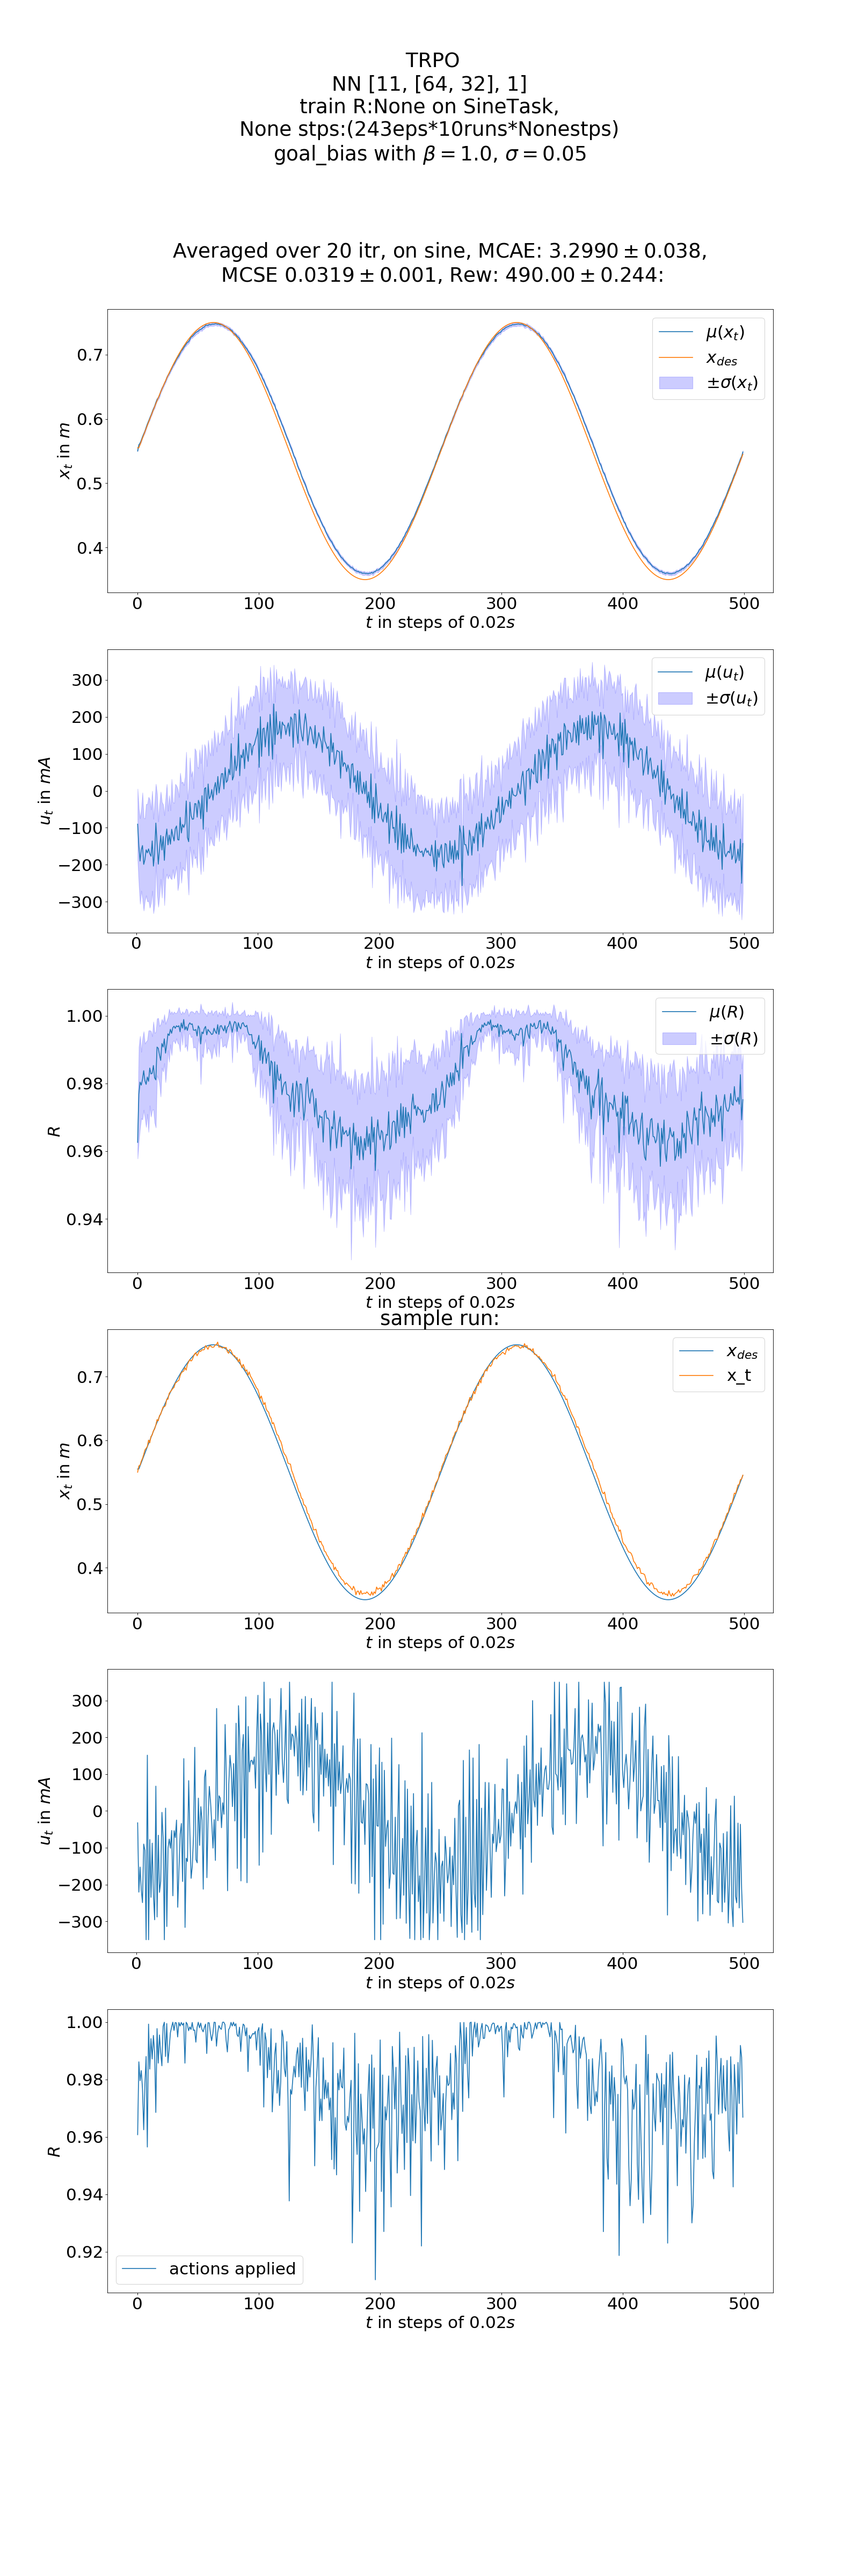 TRPO
NN [11, [64, 32], 1]
train R:None on SineTask,
None stps:(243eps*10runs*Nonestps)
goal_bias with β = 1.0, σ = 0.05
Averaged over 20 itr, on sine, MCAE: 3.2990 ± 0.038,
MCSE 0.0319 ± 0.001, Rew: 490.00 ± 0.244:
μ(x_t)
x_des
±σ(x_t)
0.7
0.6
0.5
0.4
x_t in m
0 100 200 300 400 500
t in steps of 0.02s
μ(u_t)
±σ(u_t)
300
200
100
0
−100
−200
−300
u_t in mA
0 100 200 300 400 500
t in steps of 0.02s
μ(R)
±σ(R)
1.00
0.98
0.96
0.94
R
0 100 200 300 400 500
t in steps of 0.02s
sample run:
x_des
x_t
0.7
0.6
0.5
0.4
x_t in m
0 100 200 300 400 500
t in steps of 0.02s
300
200
100
0
−100
−200
−300
u_t in mA
0 100 200 300 400 500
t in steps of 0.02s
1.00
0.98
0.96
0.94
0.92
R
actions applied
0 100 200 300 400 500
t in steps of 0.02s